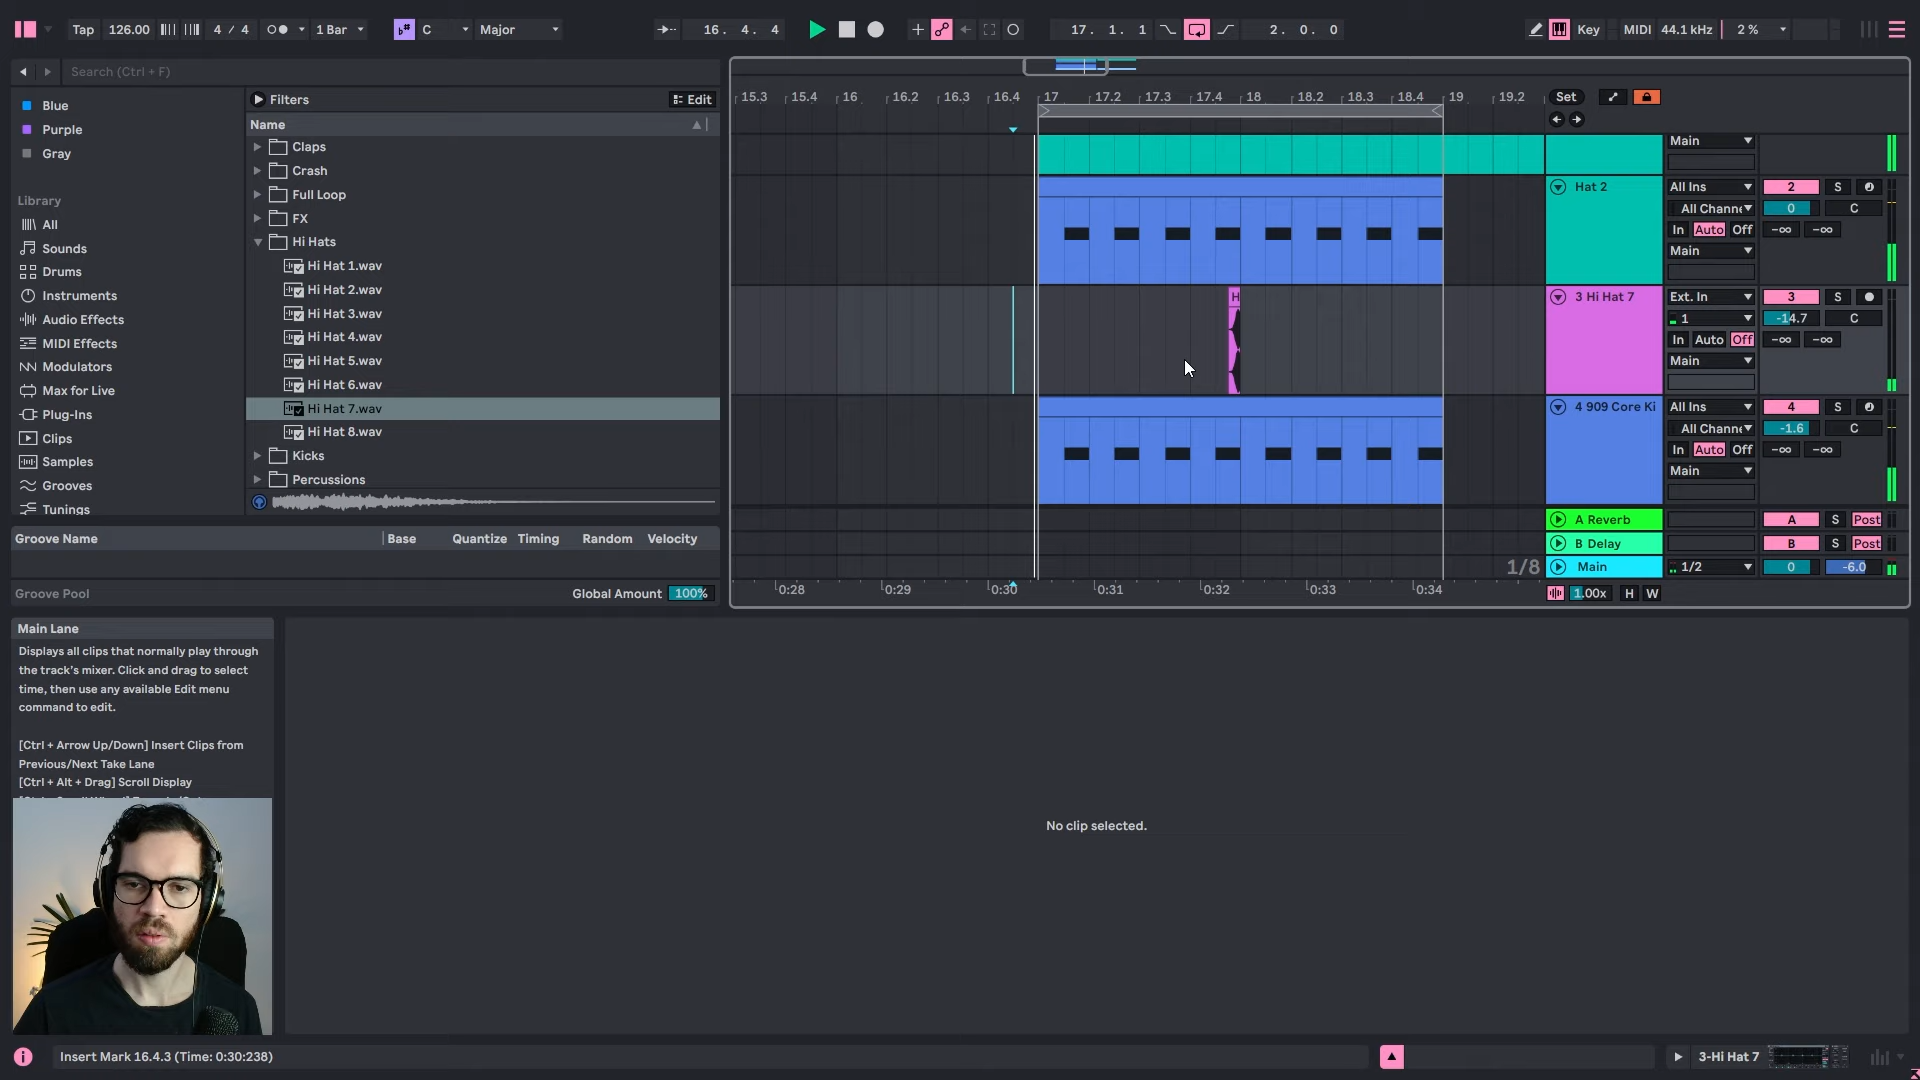 Tap 126.00 4 / 4 1 Bar C Major 16. 4. 4 17. 1. 1 2. 0. 0 Key MIDI 44.1 kHz 2 %
Search (Ctrl + F)
Blue
Purple
Gray
Library
All
Sounds
Drums
Instruments
Audio Effects
MIDI Effects
Modulators
Max for Live
Plug-Ins
Clips
Samples
Grooves
Tunings
Filters Edit
Name
Claps
Crash
Full Loop
FX
Hi Hats
Hi Hat 1.wav
Hi Hat 2.wav
Hi Hat 3.wav
Hi Hat 4.wav
Hi Hat 5.wav
Hi Hat 6.wav
Hi Hat 7.wav
Hi Hat 8.wav
Kicks
Percussions
Groove Name Base Quantize Timing Random Velocity
Groove Pool Global Amount 100%
15.3 15.4 16 16.2 16.3 16.4 17 17.2 17.3 17.4 18 18.2 18.3 18.4 19 19.2 Set
Main
Hat 2 All Ins 2 S
All Channe 0 C
In Auto Off -∞ -∞
Main
H 3 Hi Hat 7 Ext. In 3 S
1 -14.7 C
In Auto Off -∞ -∞
Main
4 909 Core Ki All Ins 4 S
All Channe -1.6 C
In Auto Off -∞ -∞
Main
A Reverb A S Post
B Delay B S Post
1/8 Main 1/2 0 -6.0
0:28 0:29 0:30 0:31 0:32 0:33 0:34 1.00x H W
Main Lane
Displays all clips that normally play through
the track's mixer. Click and drag to select
time, then use any available Edit menu
command to edit.
[Ctrl + Arrow Up/Down] Insert Clips from
Previous/Next Take Lane
[Ctrl + Alt + Drag] Scroll Display
No clip selected.
Insert Mark 16.4.3 (Time: 0:30:238) 3-Hi Hat 7